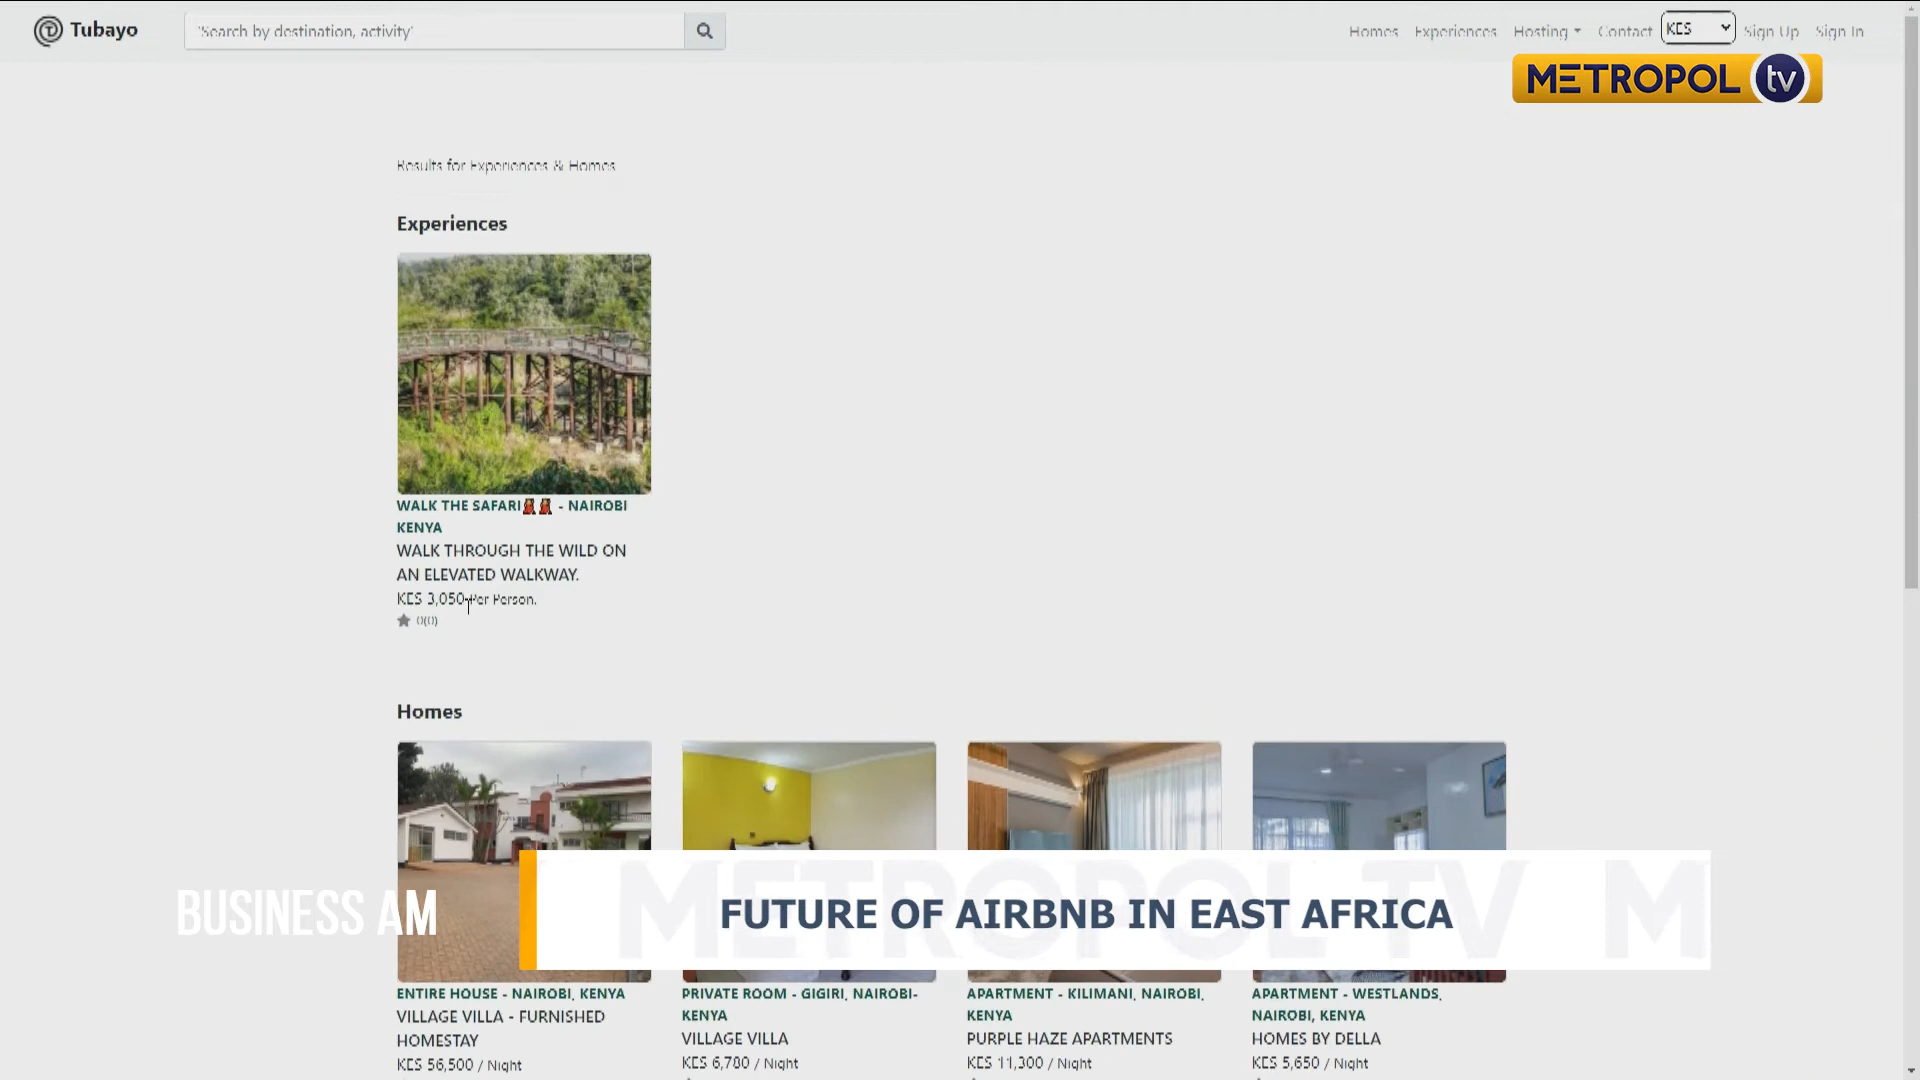 Tubayo
'Search by destination, activity'
Homes Experiences Hosting Contact KES Sign Up Sign In
METROPOL tv
Results for Experiences & Homes
Experiences
WALK THE SAFARI - NAIROBI
KENYA
WALK THROUGH THE WILD ON
AN ELEVATED WALKWAY.
KES 3,050 Per Person.
0(0)
Homes
BUSINESS AM
METROPOL TV M
FUTURE OF AIRBNB IN EAST AFRICA
ENTIRE HOUSE - NAIROBI, KENYA
VILLAGE VILLA - FURNISHED
HOMESTAY
KES 56,500 / Night
PRIVATE ROOM - GIGIRI, NAIROBI-
KENYA
VILLAGE VILLA
KES 6,780 / Night
APARTMENT - KILIMANI, NAIROBI,
KENYA
PURPLE HAZE APARTMENTS
KES 11,300 / Night
APARTMENT - WESTLANDS,
NAIROBI, KENYA
HOMES BY DELLA
KES 5,650 / Night